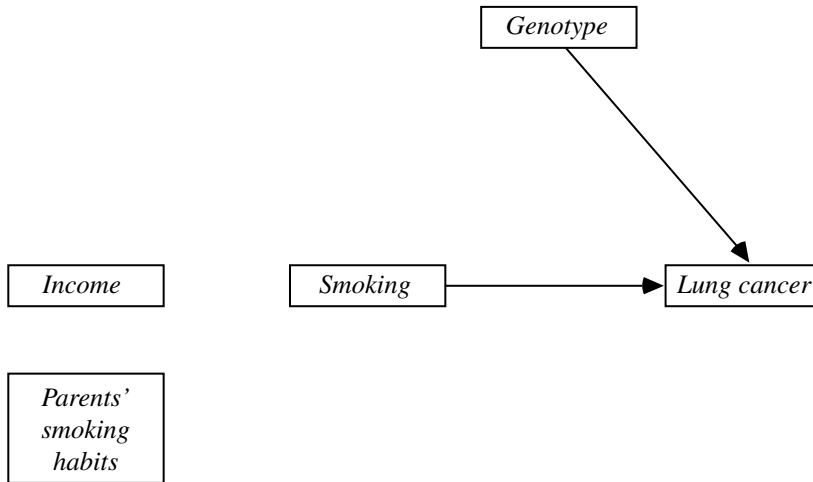 Genotype
Income
Smoking
Lung cancer
Parents’
smoking
habits